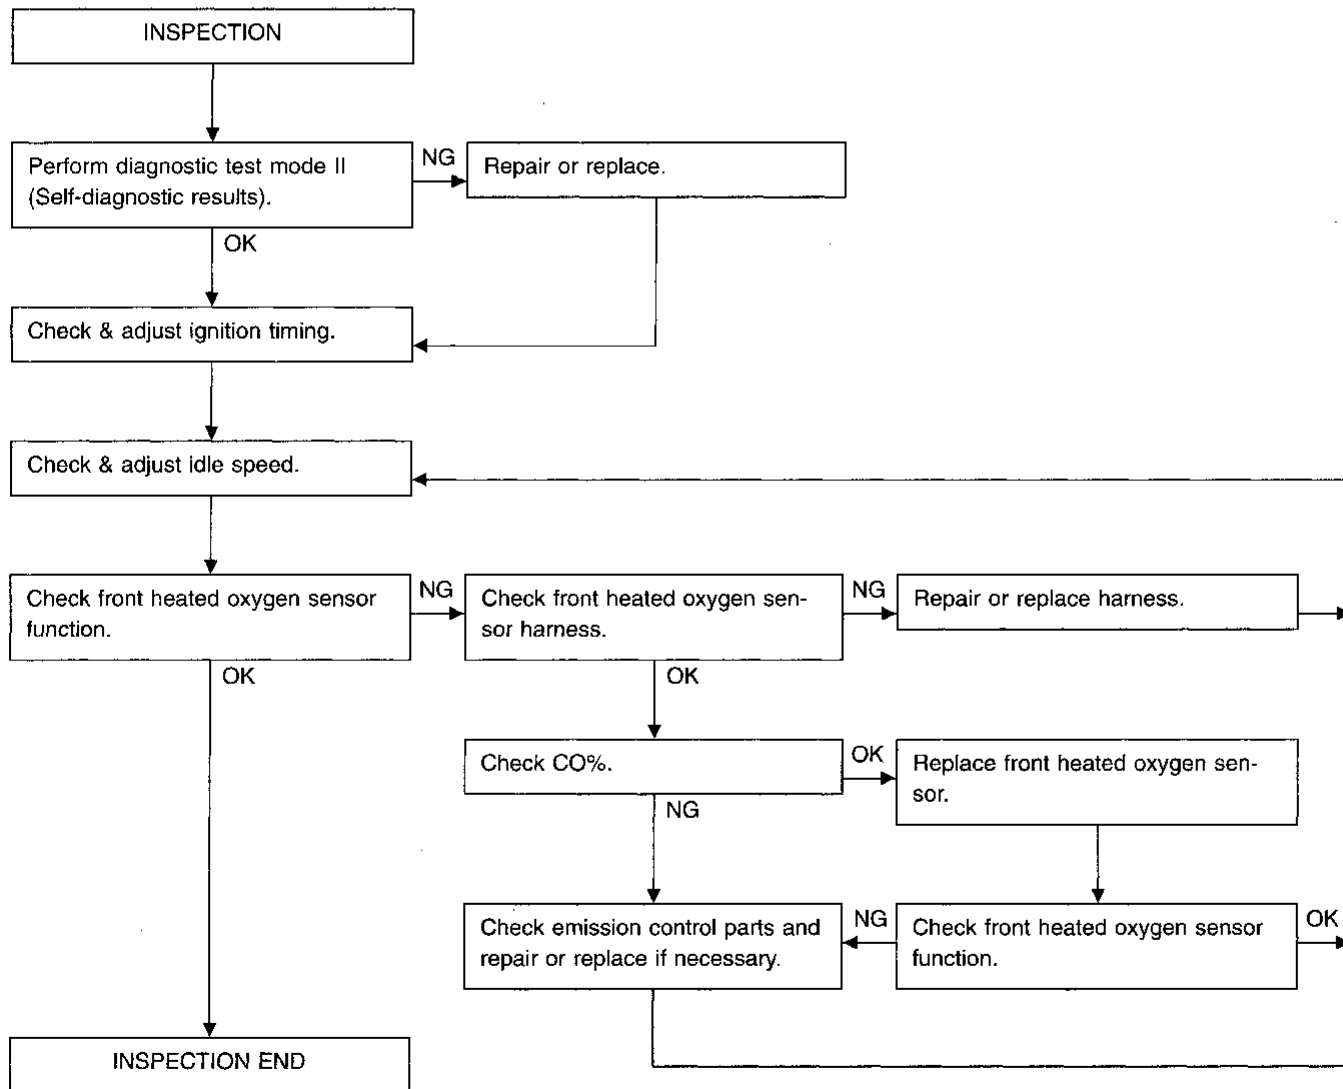 INSPECTION
Perform diagnostic test mode II
(Self-diagnostic results).
NG
Repair or replace.
OK
Check & adjust ignition timing.
Check & adjust idle speed.
Check front heated oxygen sensor
function.
NG
Check front heated oxygen sen-
sor harness.
NG
Repair or replace harness.
OK
OK
Check CO%.
OK
Replace front heated oxygen sen-
sor.
NG
Check emission control parts and
repair or replace if necessary.
NG
Check front heated oxygen sensor
function.
OK
INSPECTION END